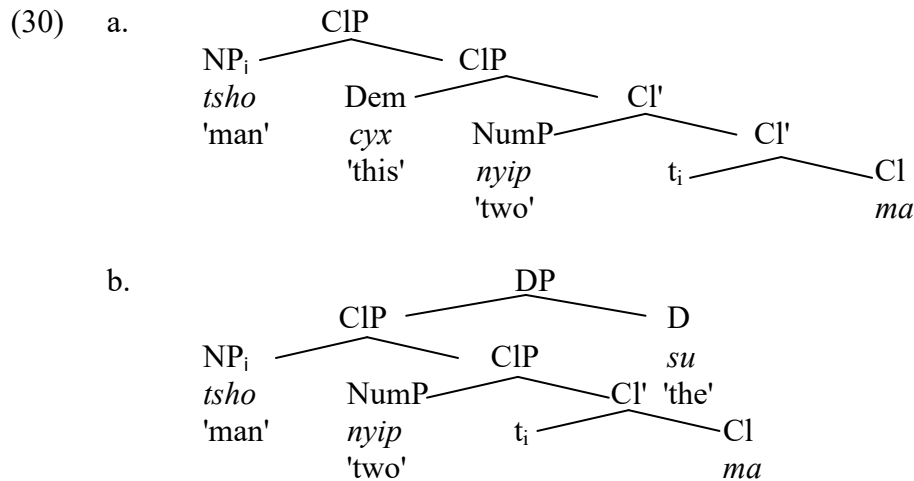 (30) a. ClP
NPi ClP
tsho Dem Cl'
'man' cyx NumP Cl'
'this' nyip ti Cl
'two' ma
b. DP
ClP D
NPi ClP su
tsho NumP Cl' 'the'
'man' nyip ti Cl
'two' ma